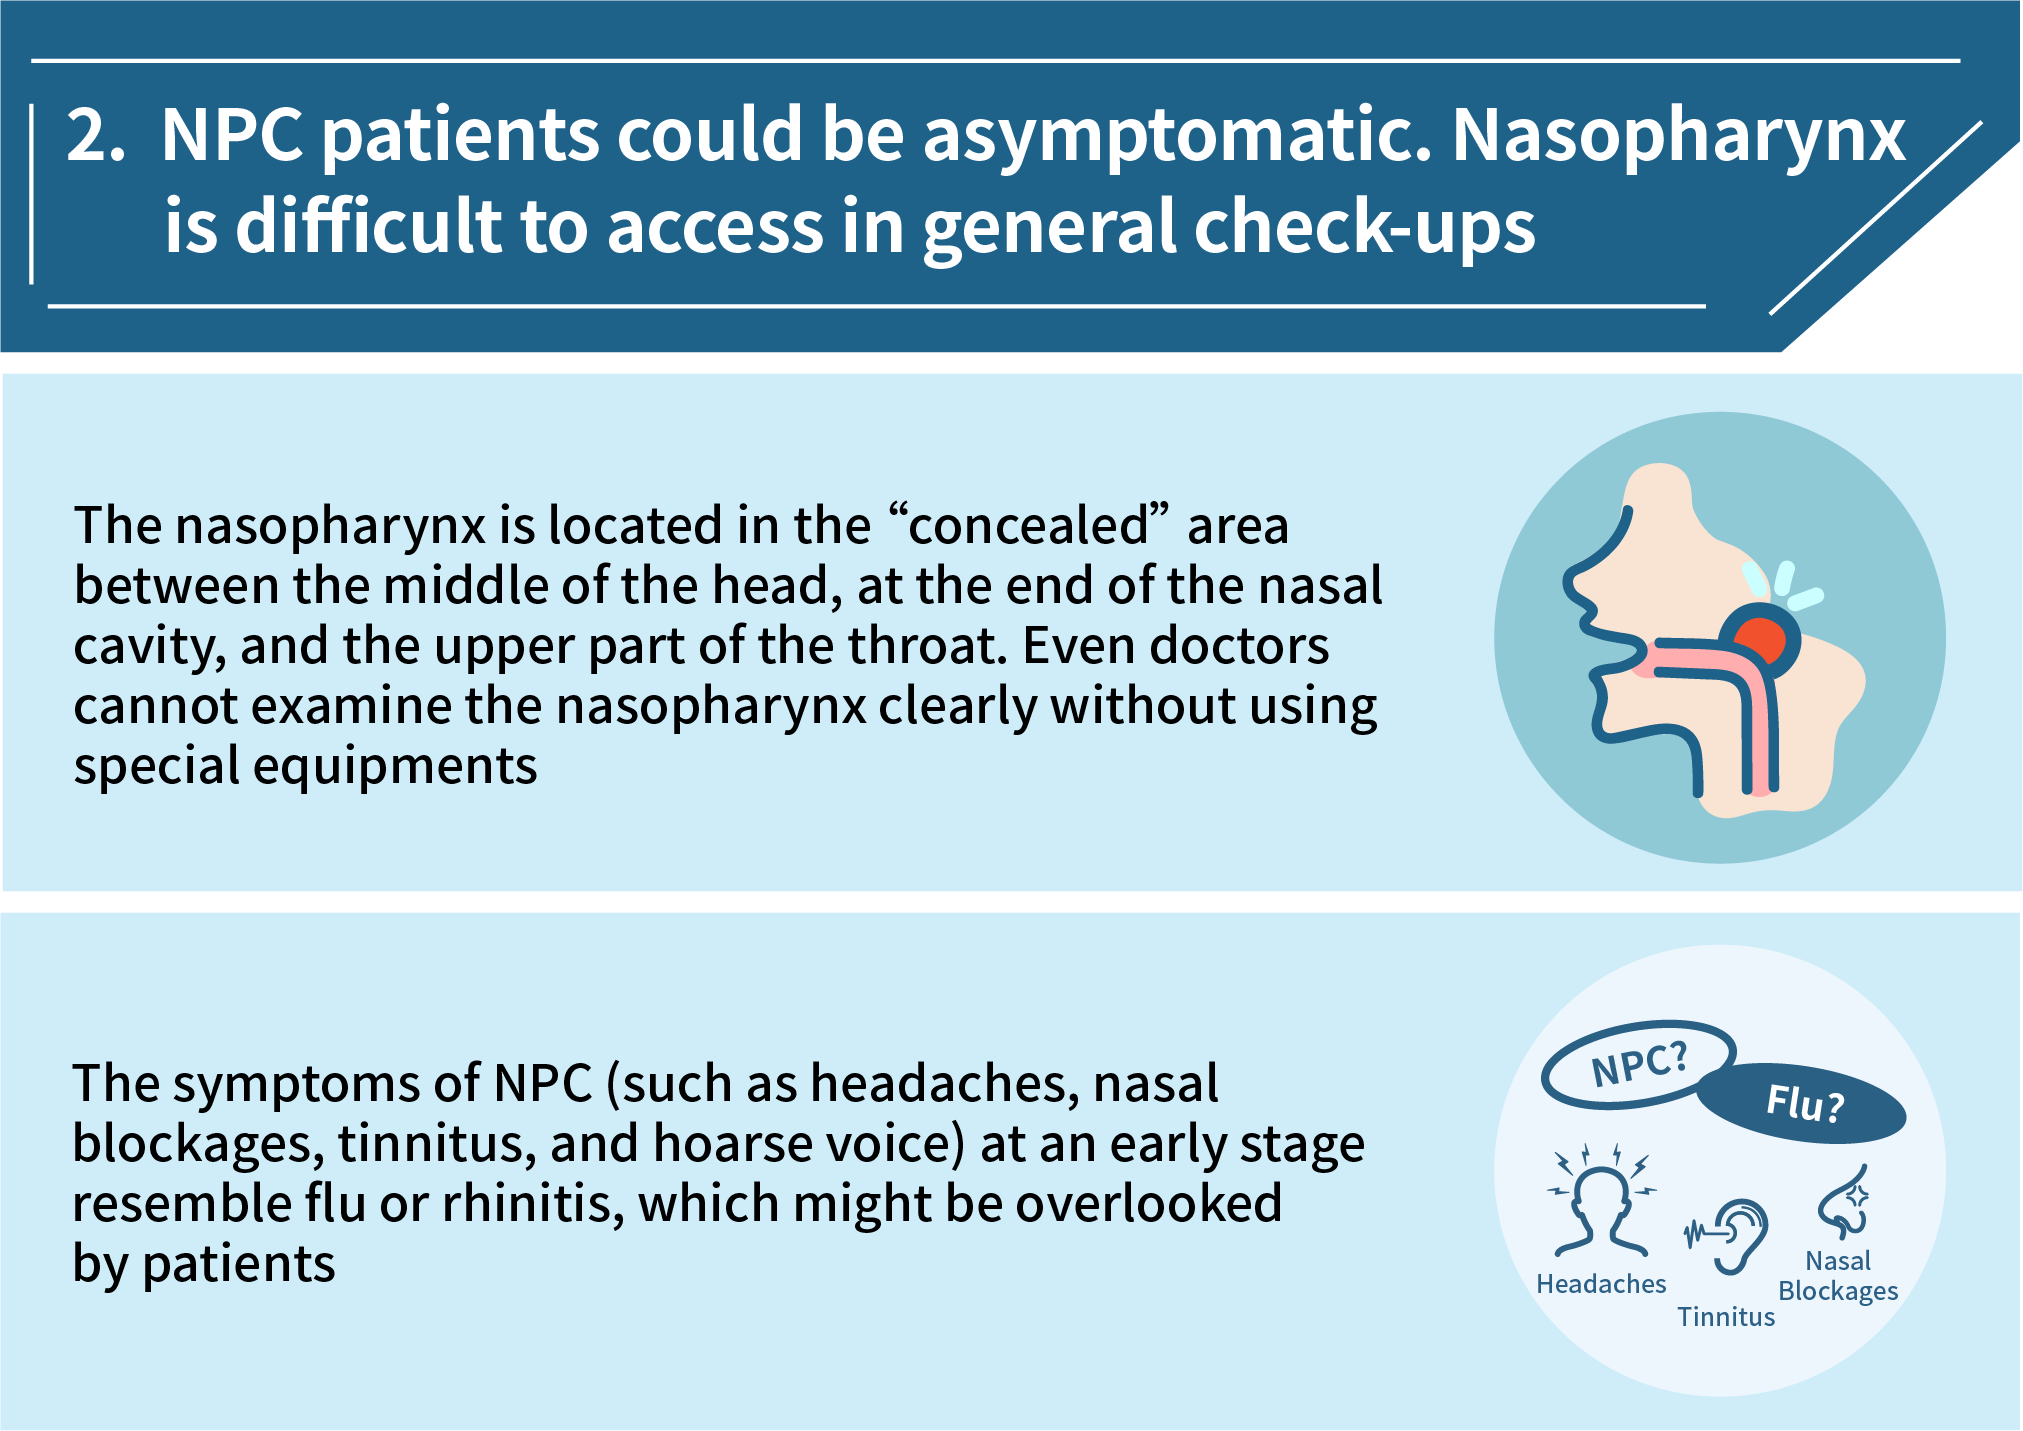 2. NPC patients could be asymptomatic. Nasopharynx
is difficult to access in general check-ups
The nasopharynx is located in the “concealed” area
between the middle of the head, at the end of the nasal
cavity, and the upper part of the throat. Even doctors
cannot examine the nasopharynx clearly without using
special equipments
The symptoms of NPC (such as headaches, nasal
blockages, tinnitus, and hoarse voice) at an early stage
resemble flu or rhinitis, which might be overlooked
by patients
NPC?
Flu?
Headaches
Tinnitus
Nasal
Blockages